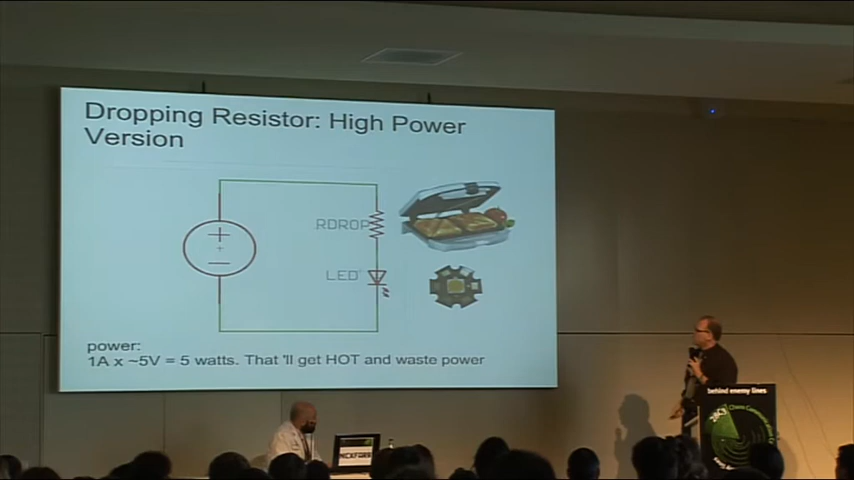 Dropping Resistor: High Power
Version
RDROP
LED
power:
1A x ~5V = 5 watts. That 'll get HOT and waste power
behind enemy lines